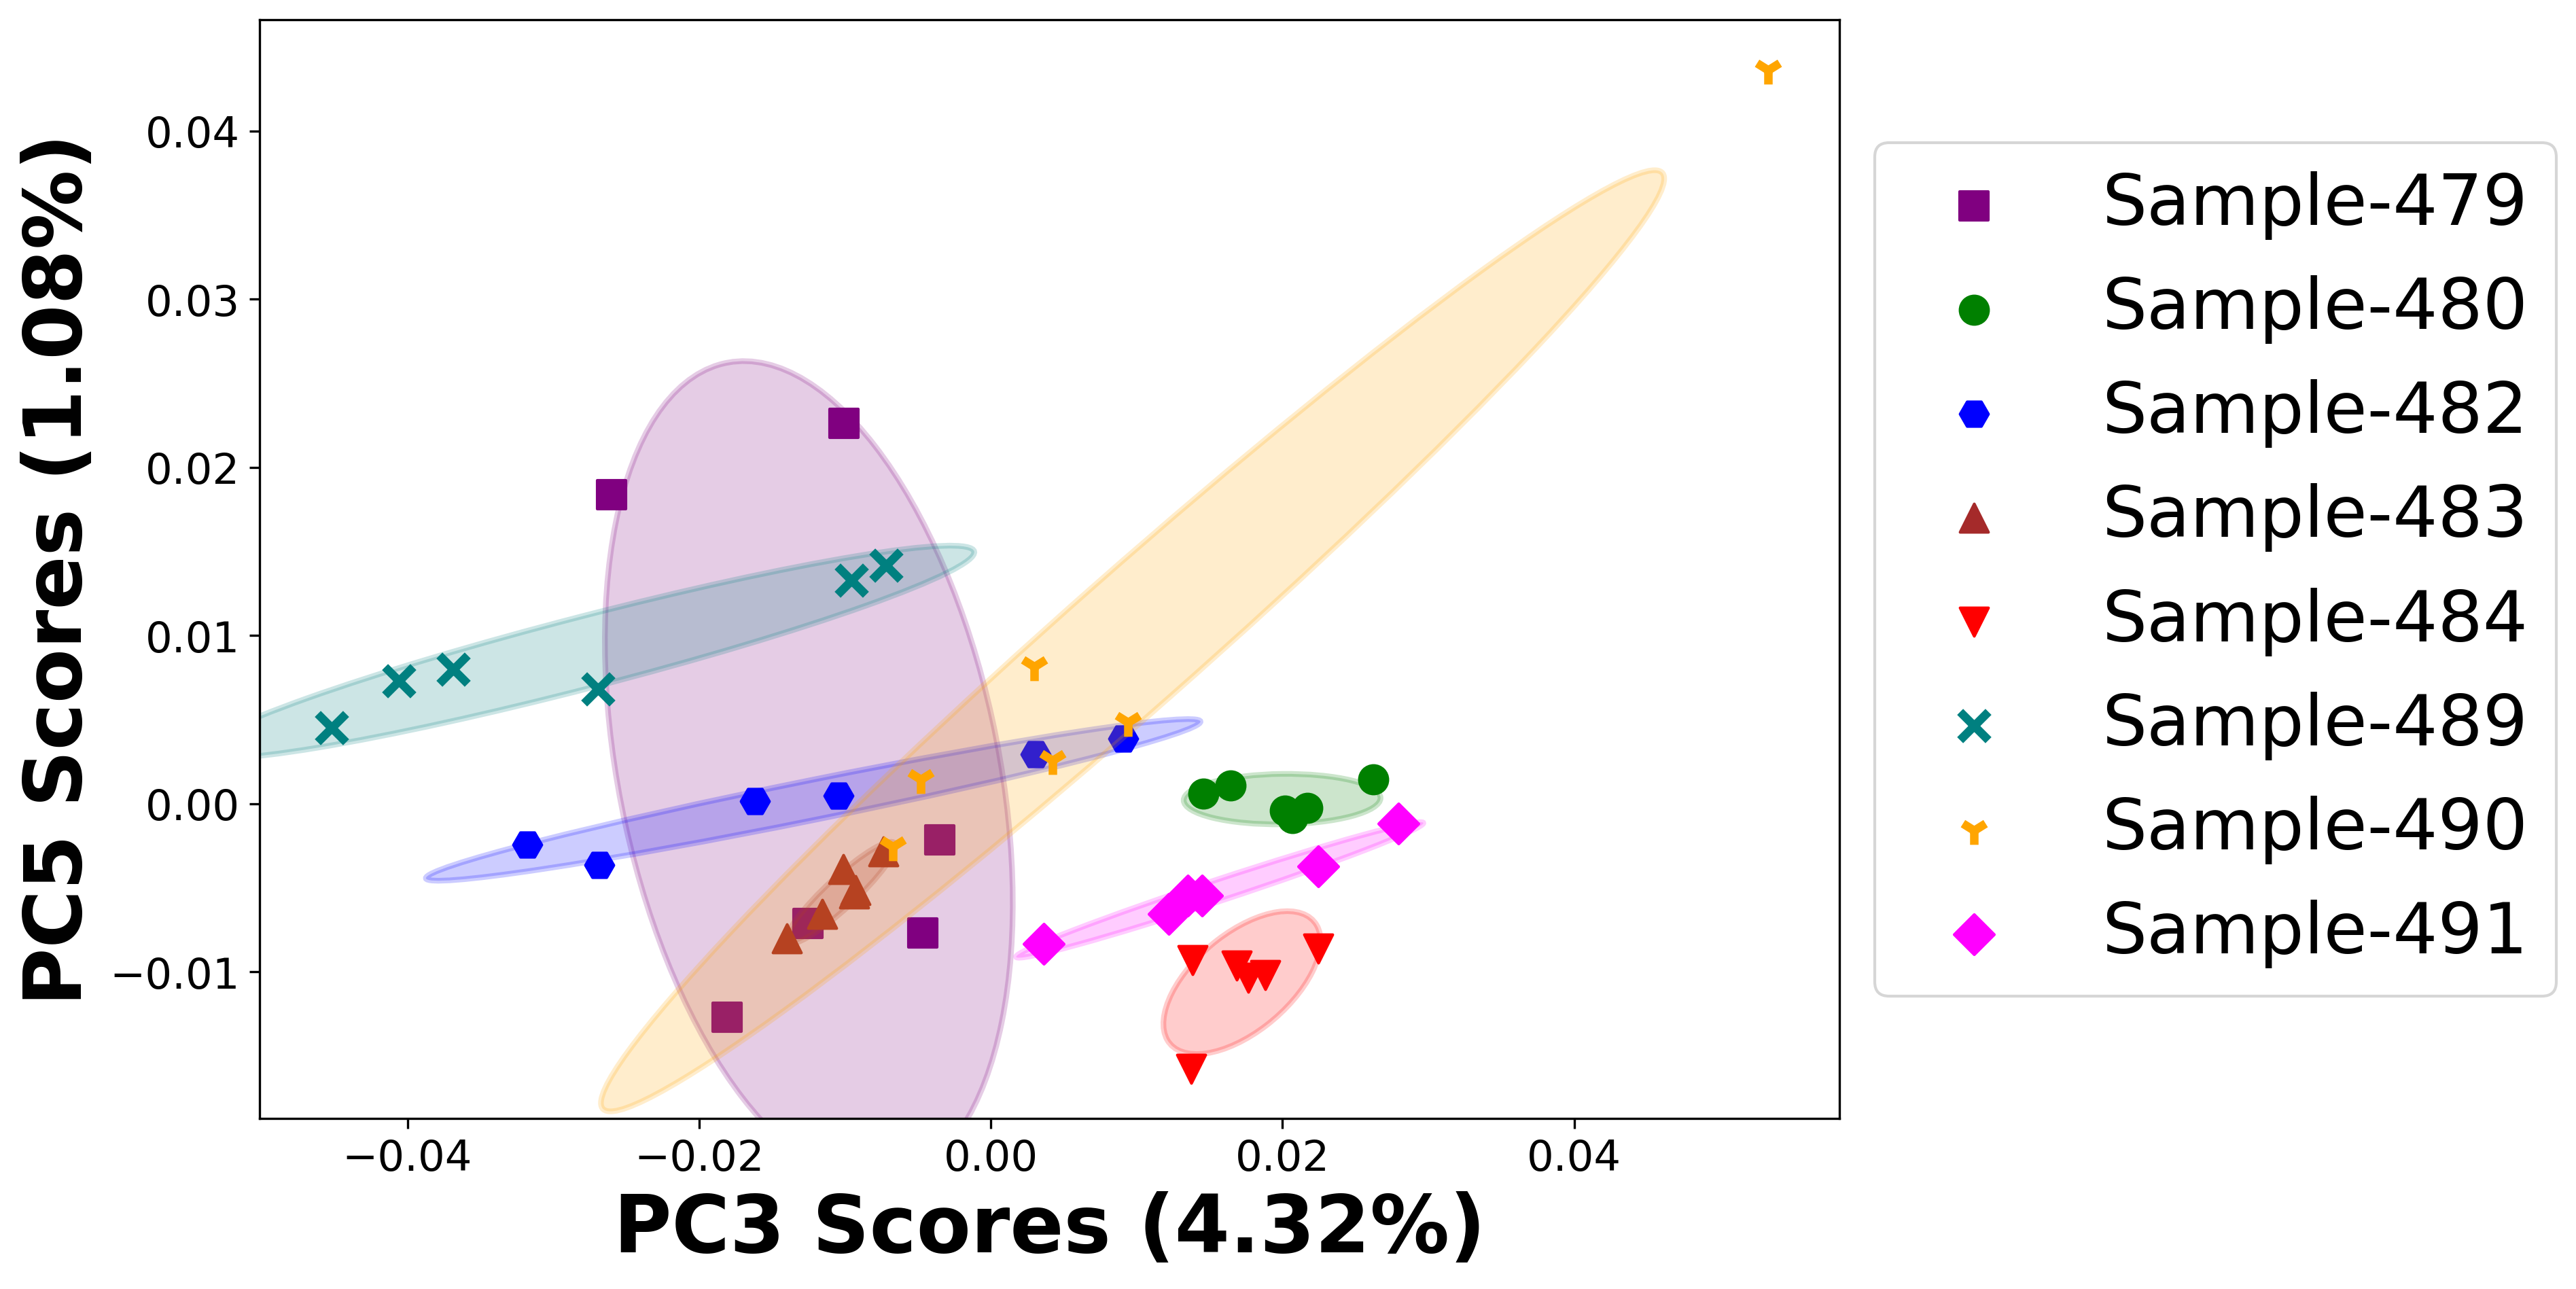 PC5 Scores (1.08%)
0.04
0.03
0.02
0.01
0.00
−0.01
−0.04
−0.02
0.00
0.02
0.04
PC3 Scores (4.32%)
Sample-479
Sample-480
Sample-482
Sample-483
Sample-484
Sample-489
Sample-490
Sample-491